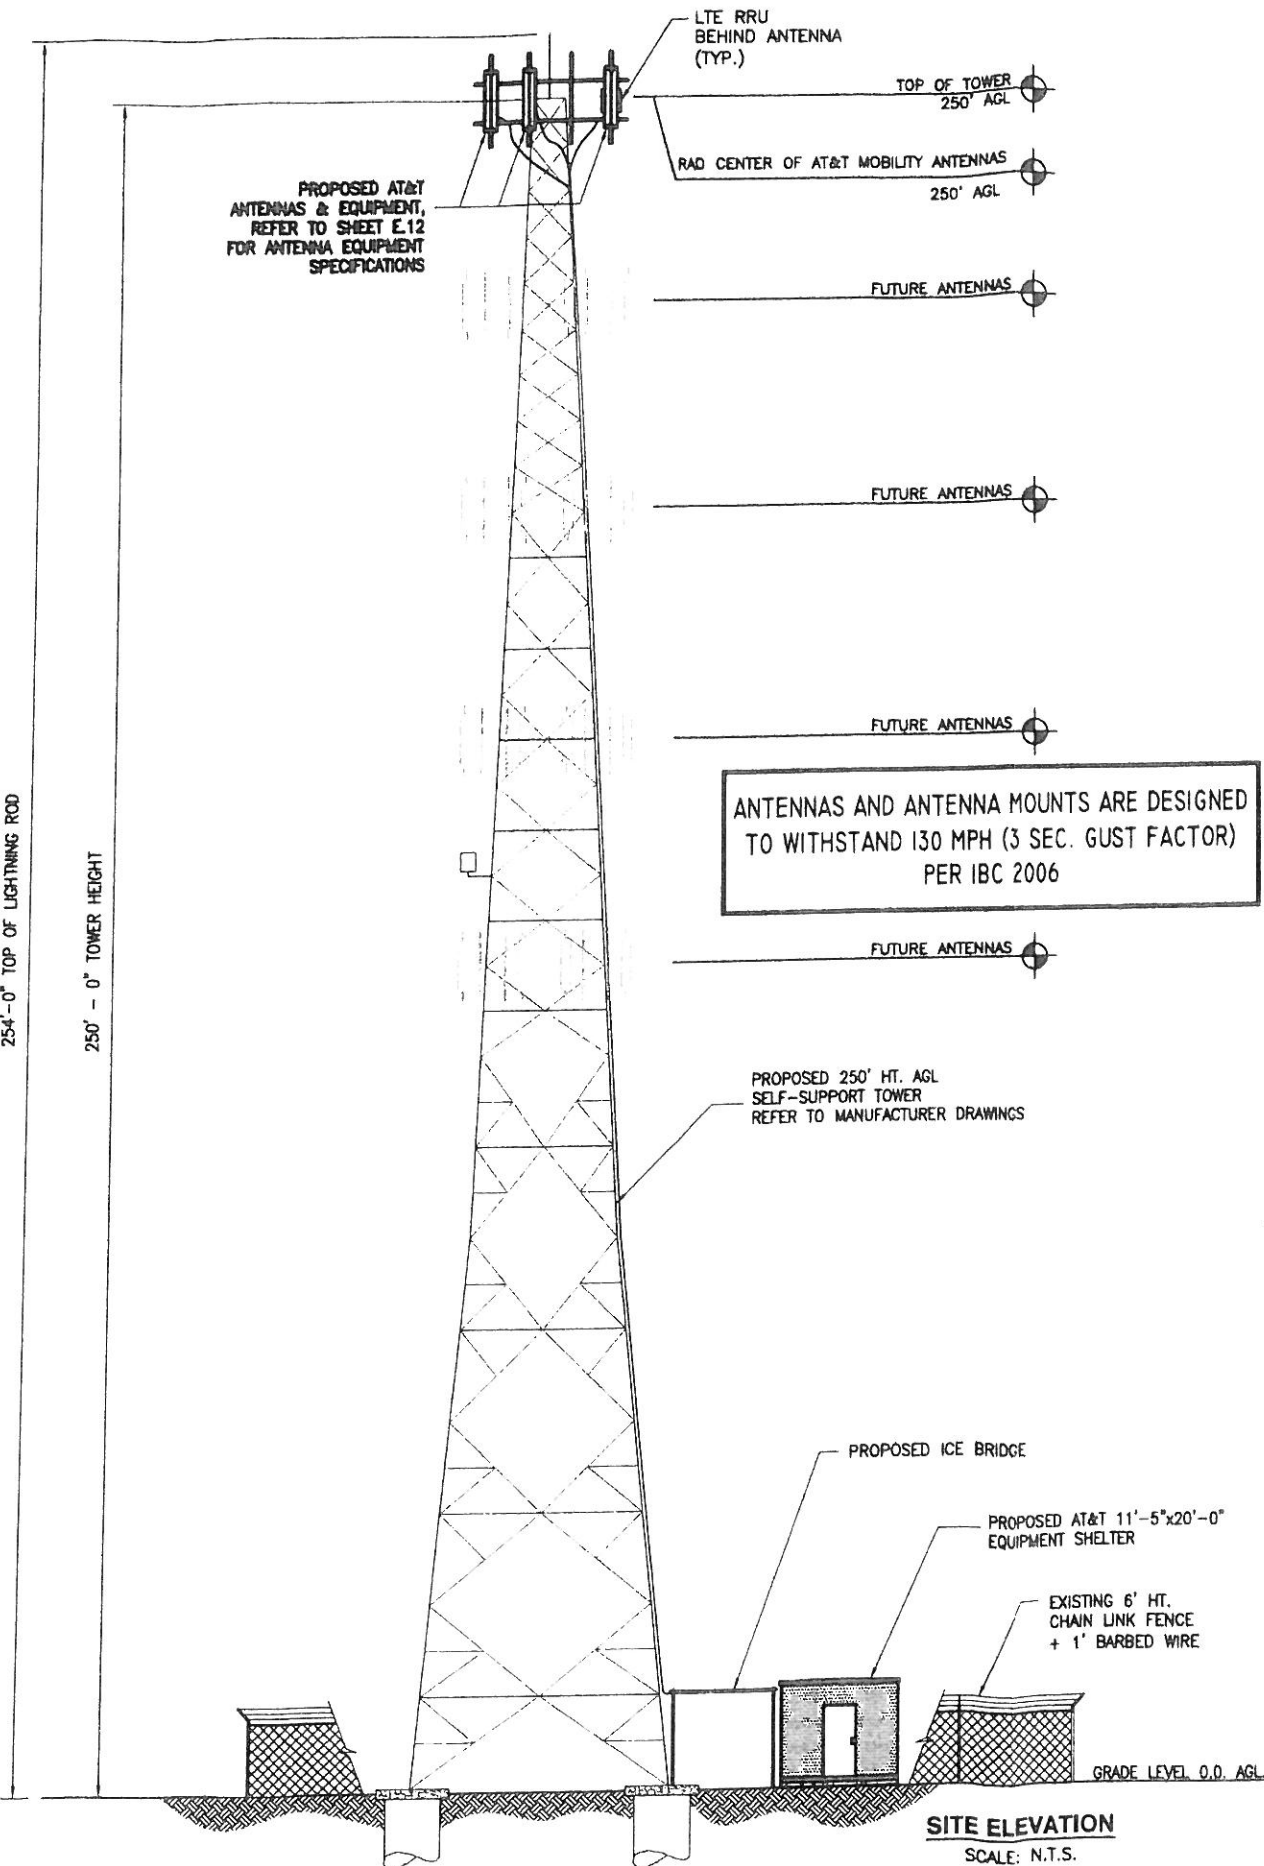 LTE RRU
BEHIND ANTENNA
(TYP.)
TOP OF TOWER
250' AGL
RAD CENTER OF AT&T MOBILITY ANTENNAS
250' AGL
PROPOSED AT&T
ANTENNAS & EQUIPMENT,
REFER TO SHEET E.12
FOR ANTENNA EQUIPMENT
SPECIFICATIONS
FUTURE ANTENNAS
FUTURE ANTENNAS
FUTURE ANTENNAS
ANTENNAS AND ANTENNA MOUNTS ARE DESIGNED
TO WITHSTAND 130 MPH (3 SEC. GUST FACTOR)
PER IBC 2006
FUTURE ANTENNAS
254'-0" TOP OF LIGHTNING ROD
250' - 0" TOWER HEIGHT
PROPOSED 250' HT. AGL
SELF-SUPPORT TOWER
REFER TO MANUFACTURER DRAWINGS
PROPOSED ICE BRIDGE
PROPOSED AT&T 11'-5"x20'-0"
EQUIPMENT SHELTER
EXISTING 6' HT.
CHAIN LINK FENCE
+ 1' BARBED WIRE
GRADE LEVEL 0.0. AGL.
SITE ELEVATION
SCALE: N.T.S.